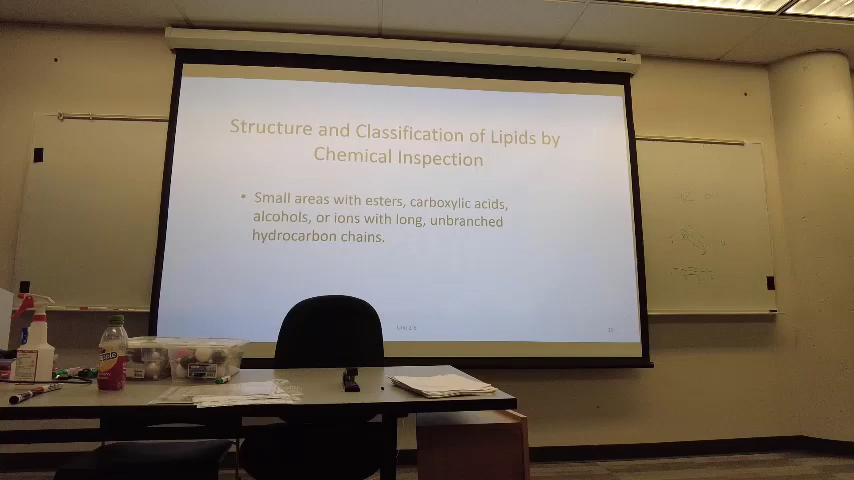 Structure and Classification of Lipids by
Chemical Inspection
• Small areas with esters, carboxylic acids,
alcohols, or ions with long, unbranched
hydrocarbon chains.